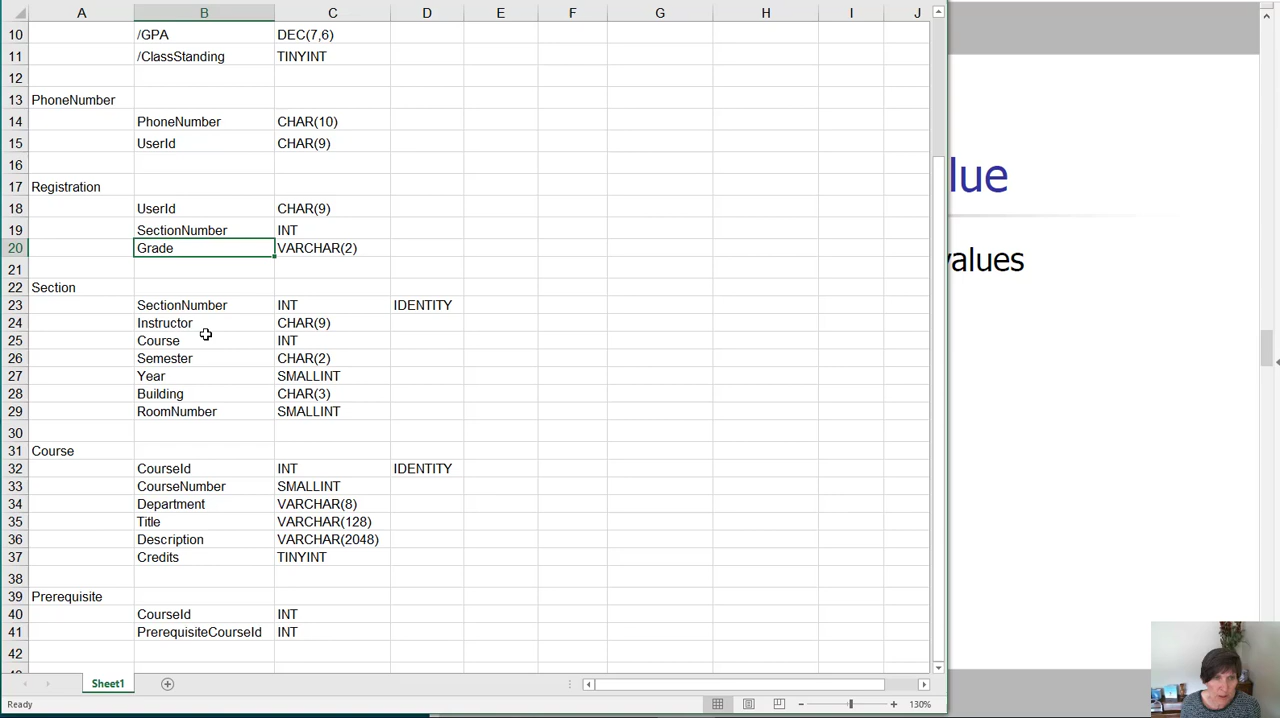 A B C D E F G H I J
10 /GPA DEC(7,6)
11 /ClassStanding TINYINT
12
13 PhoneNumber
14 PhoneNumber CHAR(10)
15 UserId CHAR(9)
16
17 Registration
18 UserId CHAR(9)
19 SectionNumber INT
20 Grade VARCHAR(2)
21
22 Section
23 SectionNumber INT IDENTITY
24 Instructor CHAR(9)
25 Course INT
26 Semester CHAR(2)
27 Year SMALLINT
28 Building CHAR(3)
29 RoomNumber SMALLINT
30
31 Course
32 CourseId INT IDENTITY
33 CourseNumber SMALLINT
34 Department VARCHAR(8)
35 Title VARCHAR(128)
36 Description VARCHAR(2048)
37 Credits TINYINT
38
39 Prerequisite
40 CourseId INT
41 PrerequisiteCourseId INT
42
Sheet1
Ready 130%
lue
values